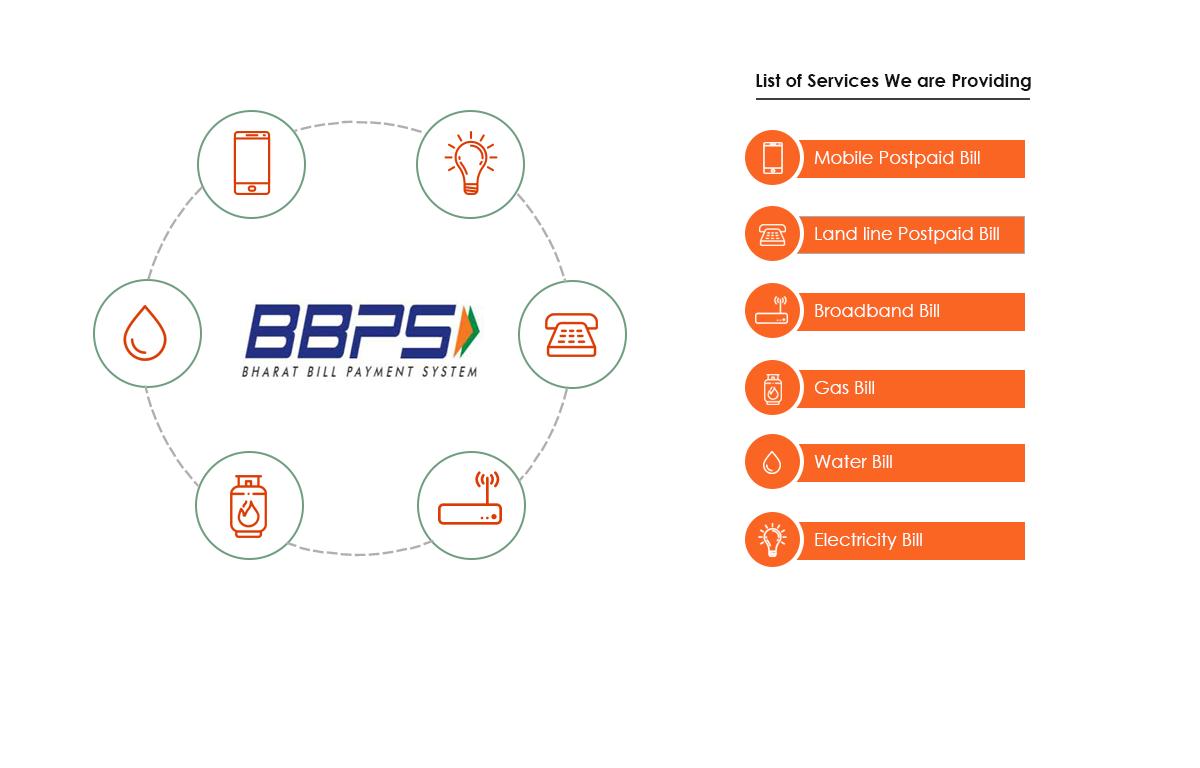 BBPS
BHARAT BILL PAYMENT SYSTEM
List of Services We are Providing
Mobile Postpaid Bill
Land line Postpaid Bill
Broadband Bill
Gas Bill
Water Bill
Electricity Bill